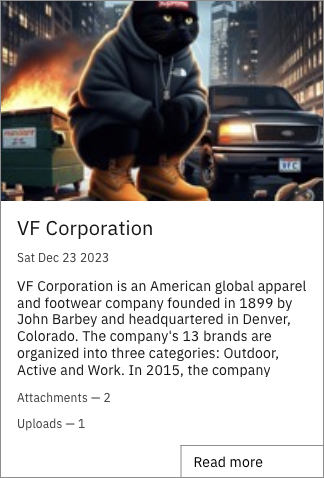 VF Corporation
Sat Dec 23 2023
VF Corporation is an American global apparel
and footwear company founded in 1899 by
John Barbey and headquartered in Denver,
Colorado. The company's 13 brands are
organized into three categories: Outdoor,
Active and Work. In 2015, the company
Attachments — 2
Uploads — 1
Read more